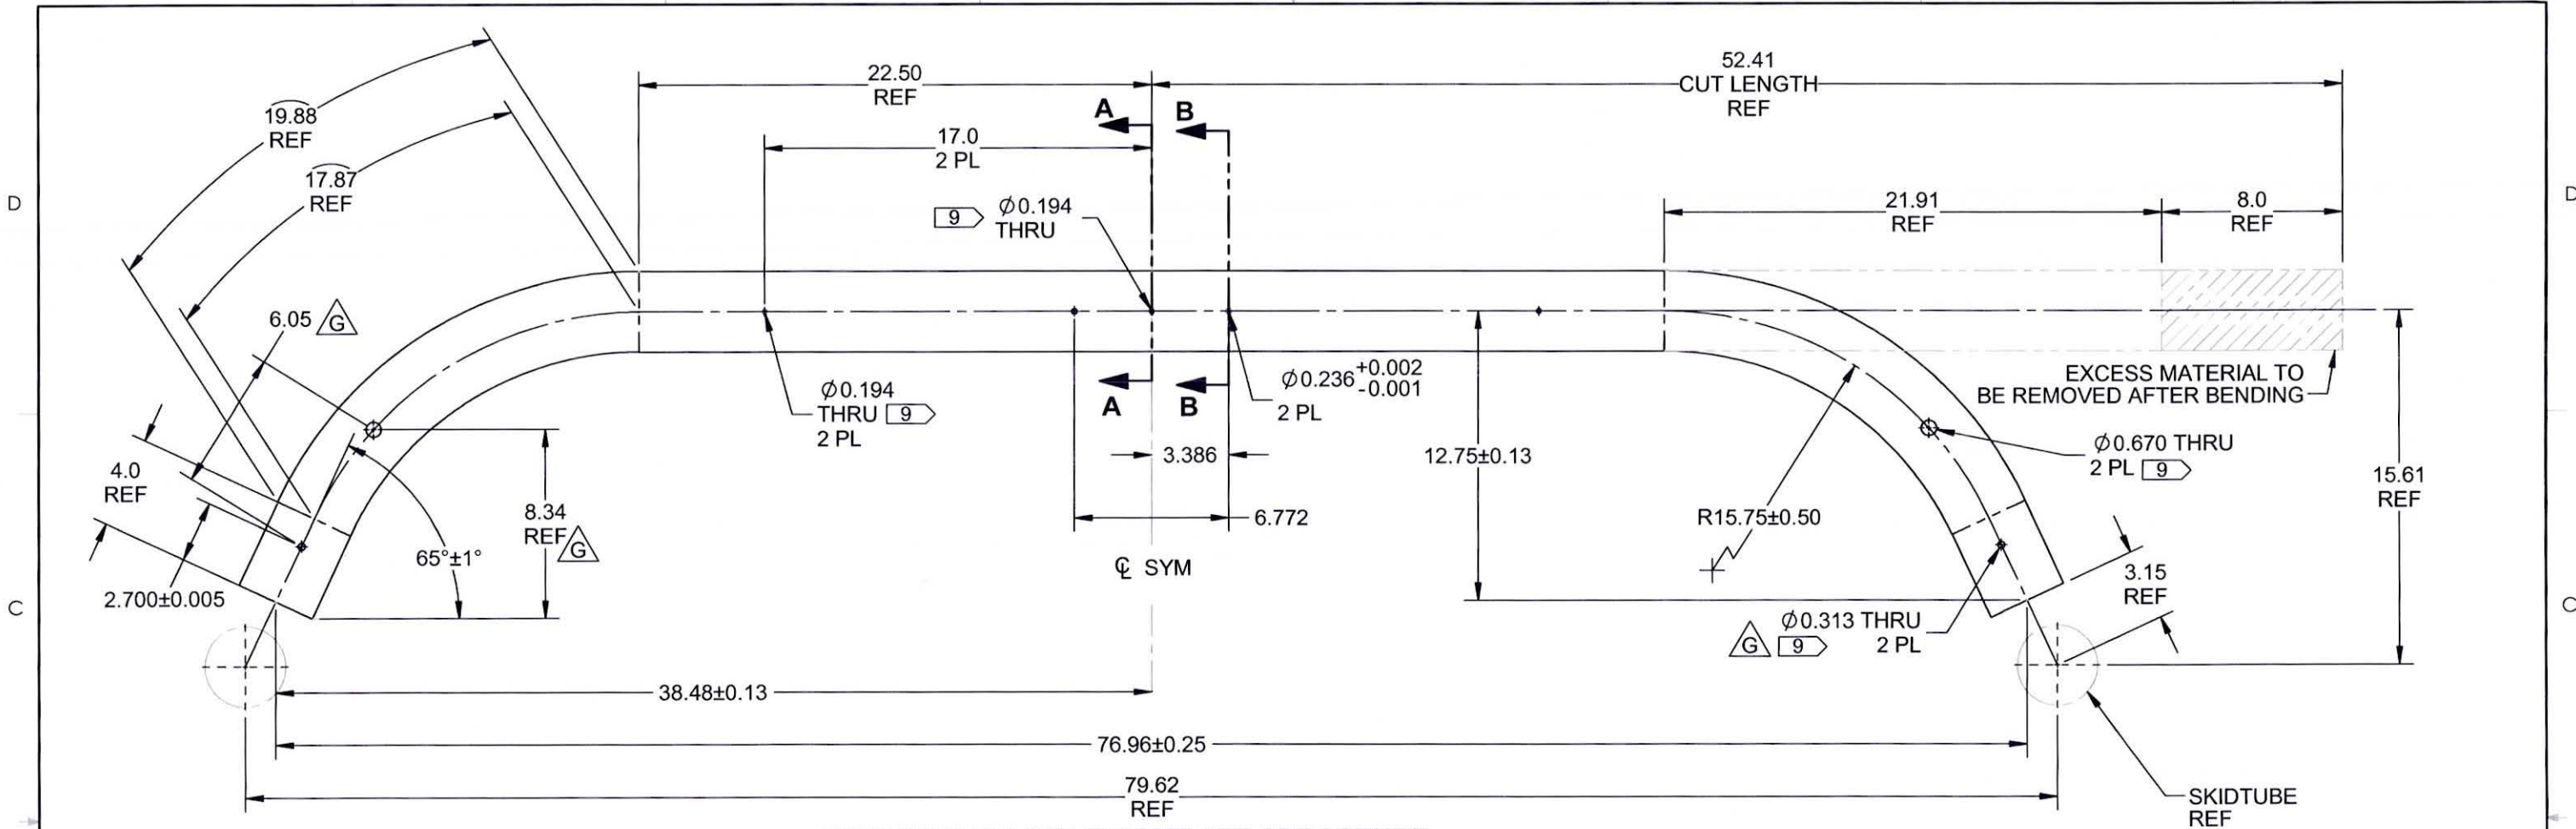 22.50
REF
52.41
CUT LENGTH
REF
19.88
REF
A
B
17.0
2 PL
17.87
REF
D
D
9
Ø0.194
THRU
21.91
REF
8.0
REF
6.05
G
Ø0.194
THRU 9
2 PL
A
B
Ø0.236 +0.002
-0.001
2 PL
EXCESS MATERIAL TO
BE REMOVED AFTER BENDING
4.0
REF
3.386
12.75±0.13
Ø0.670 THRU
2 PL 9
15.61
REF
8.34
REF G
65°±1°
6.772
R15.75±0.50
℄ SYM
2.700±0.005
C
C
3.15
REF
Ø0.313 THRU
G 9 2 PL
38.48±0.13
76.96±0.25
79.62
REF
SKIDTUBE
REF